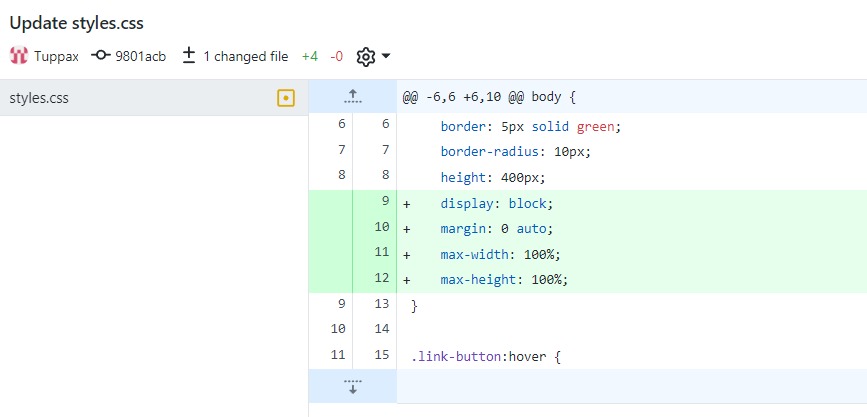 Update styles.css
Tuppax 9801acb 1 changed file +4 -0
styles.css
@@ -6,6 +6,10 @@ body {
6 6 border: 5px solid green;
7 7 border-radius: 10px;
8 8 height: 400px;
9 + display: block;
10 + margin: 0 auto;
11 + max-width: 100%;
12 + max-height: 100%;
9 13 }
10 14
11 15 .link-button:hover {